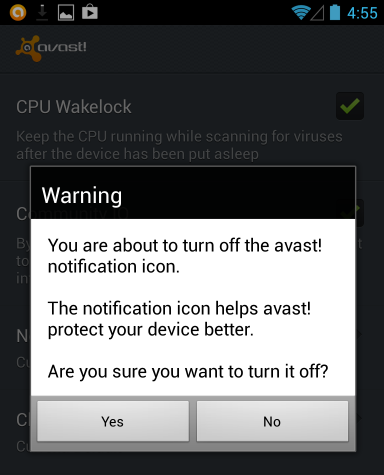 4:55
avast!
CPU Wakelock
Keep the CPU running while scanning for viruses
after the device has been put asleep
Warning
You are about to turn off the avast!
notification icon.
The notification icon helps avast!
protect your device better.
Are you sure you want to turn it off?
Yes
No